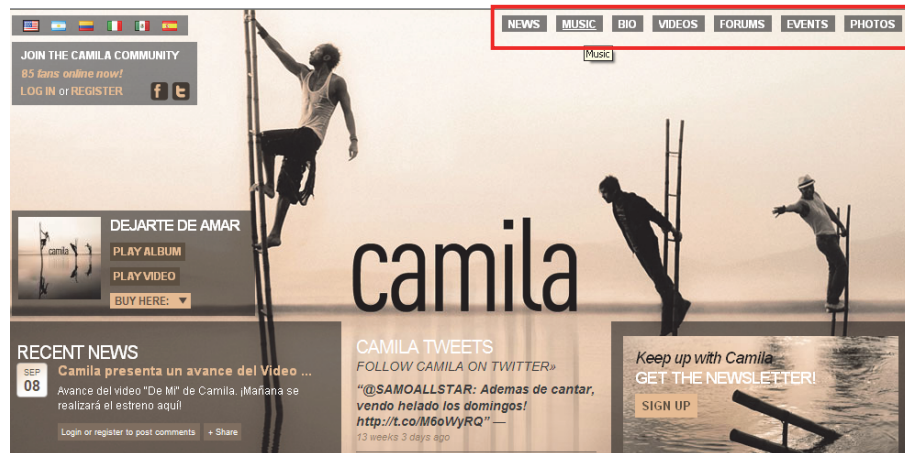 NEWS MUSIC BIO VIDEOS FORUMS EVENTS PHOTOS
Music
JOIN THE CAMILA COMMUNITY
85 fans online now!
LOG IN or REGISTER
f t
camila
DEJARTE DE AMAR
PLAY ALBUM
PLAY VIDEO
BUY HERE: ▼
camila
RECENT NEWS
SEP
08
Camila presenta un avance del Video ...
Avance del video "De Mi" de Camila. ¡Mañana se
realizará el estreno aquí!
Login or register to post comments + Share
CAMILA TWEETS
FOLLOW CAMILA ON TWITTER»
“@SAMOALLSTAR: Ademas de cantar,
vendo helado los domingos!
http://t.co/M6oWyRQ” —
13 weeks 3 days ago
Keep up with Camila
GET THE NEWSLETTER!
SIGN UP